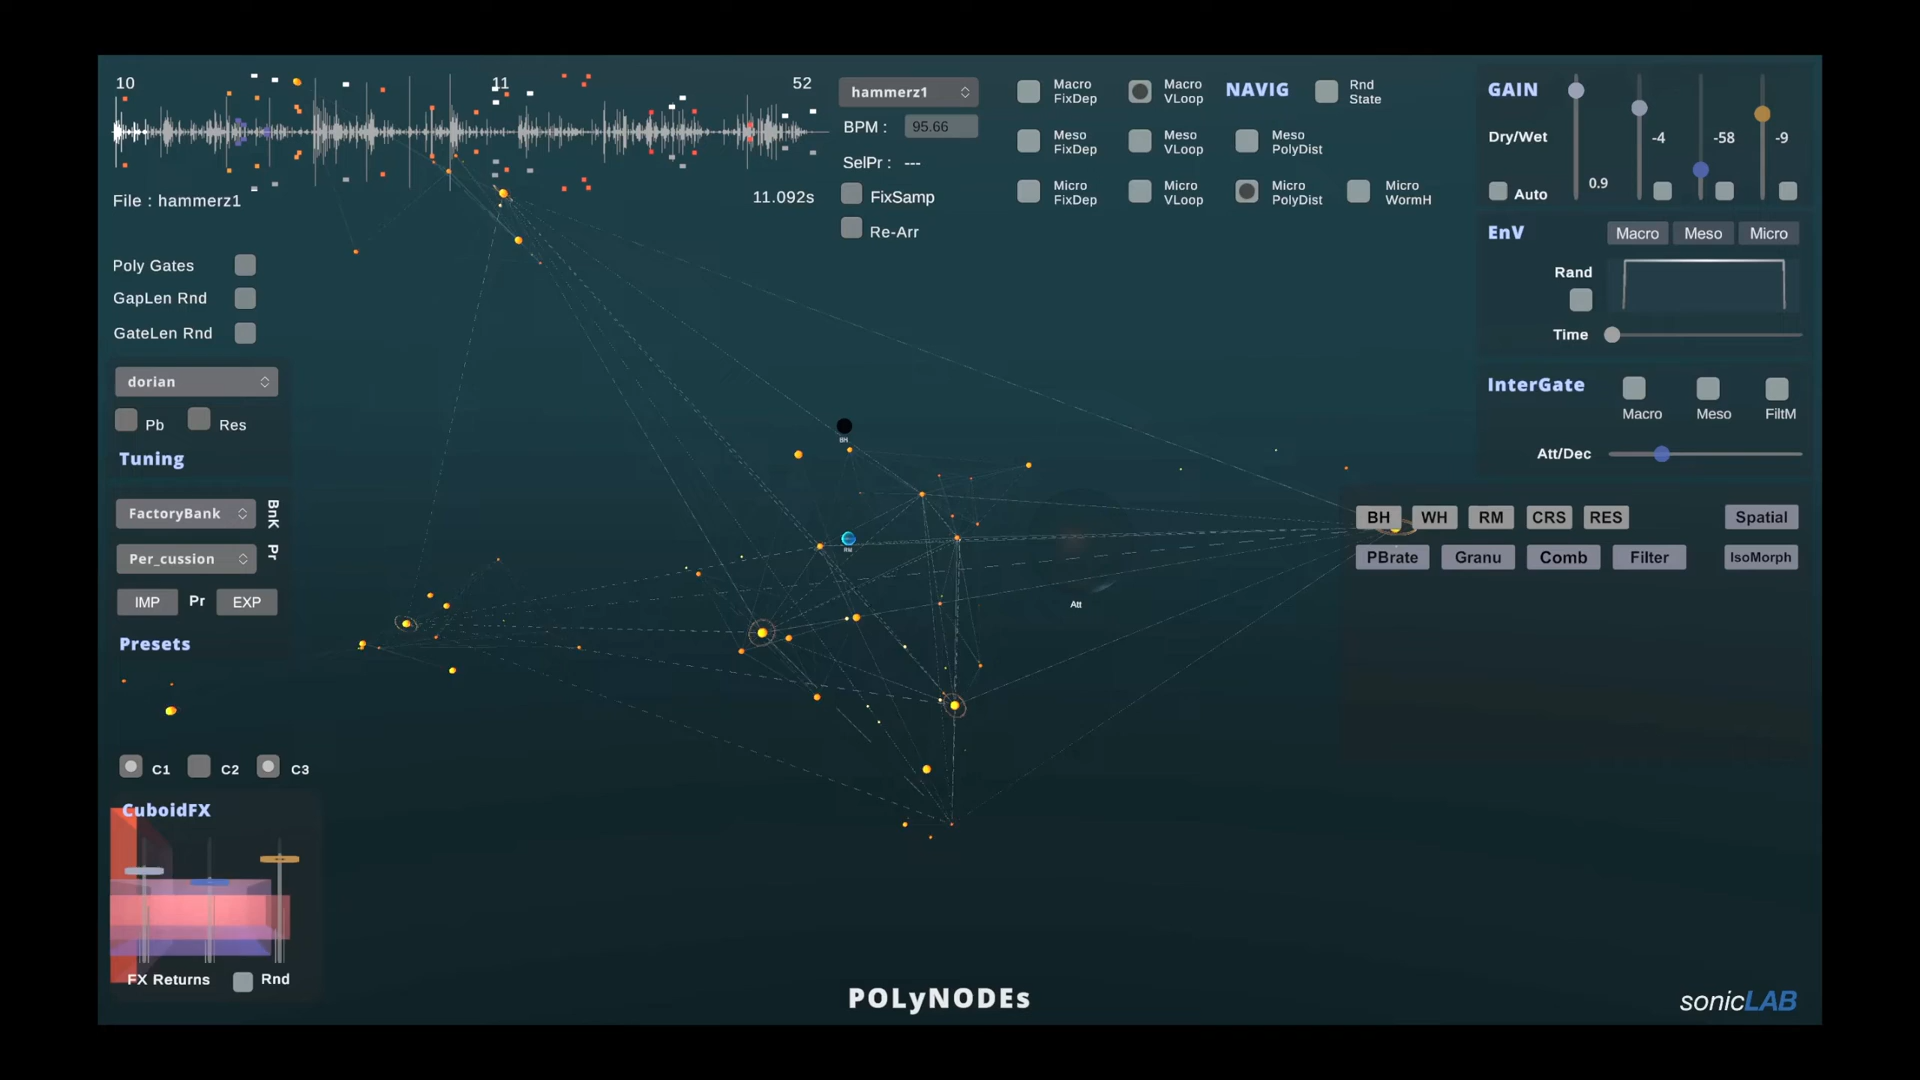 10
11
52
File : hammerz1
11.092s
hammerz1
BPM :
95.66
SelPr : ---
FixSamp
Re-Arr
Macro
FixDep
Macro
VLoop
NAVIG
Rnd
State
Meso
FixDep
Meso
VLoop
Meso
PolyDist
Micro
FixDep
Micro
VLoop
Micro
PolyDist
Micro
WormH
GAIN
Dry/Wet
-4
-58
-9
0.9
Auto
EnV
Macro
Meso
Micro
Rand
Time
InterGate
Macro
Meso
FiltM
Att/Dec
BH
WH
RM
CRS
RES
Spatial
PBrate
Granu
Comb
Filter
IsoMorph
Poly Gates
GapLen Rnd
GateLen Rnd
dorian
Pb
Res
Tuning
FactoryBank
BnK
Per_cussion
Pr
IMP
Pr
EXP
Presets
C1
C2
C3
CuboidFX
FX Returns
Rnd
BH
RM
Att
POLyNODEs
sonicLAB